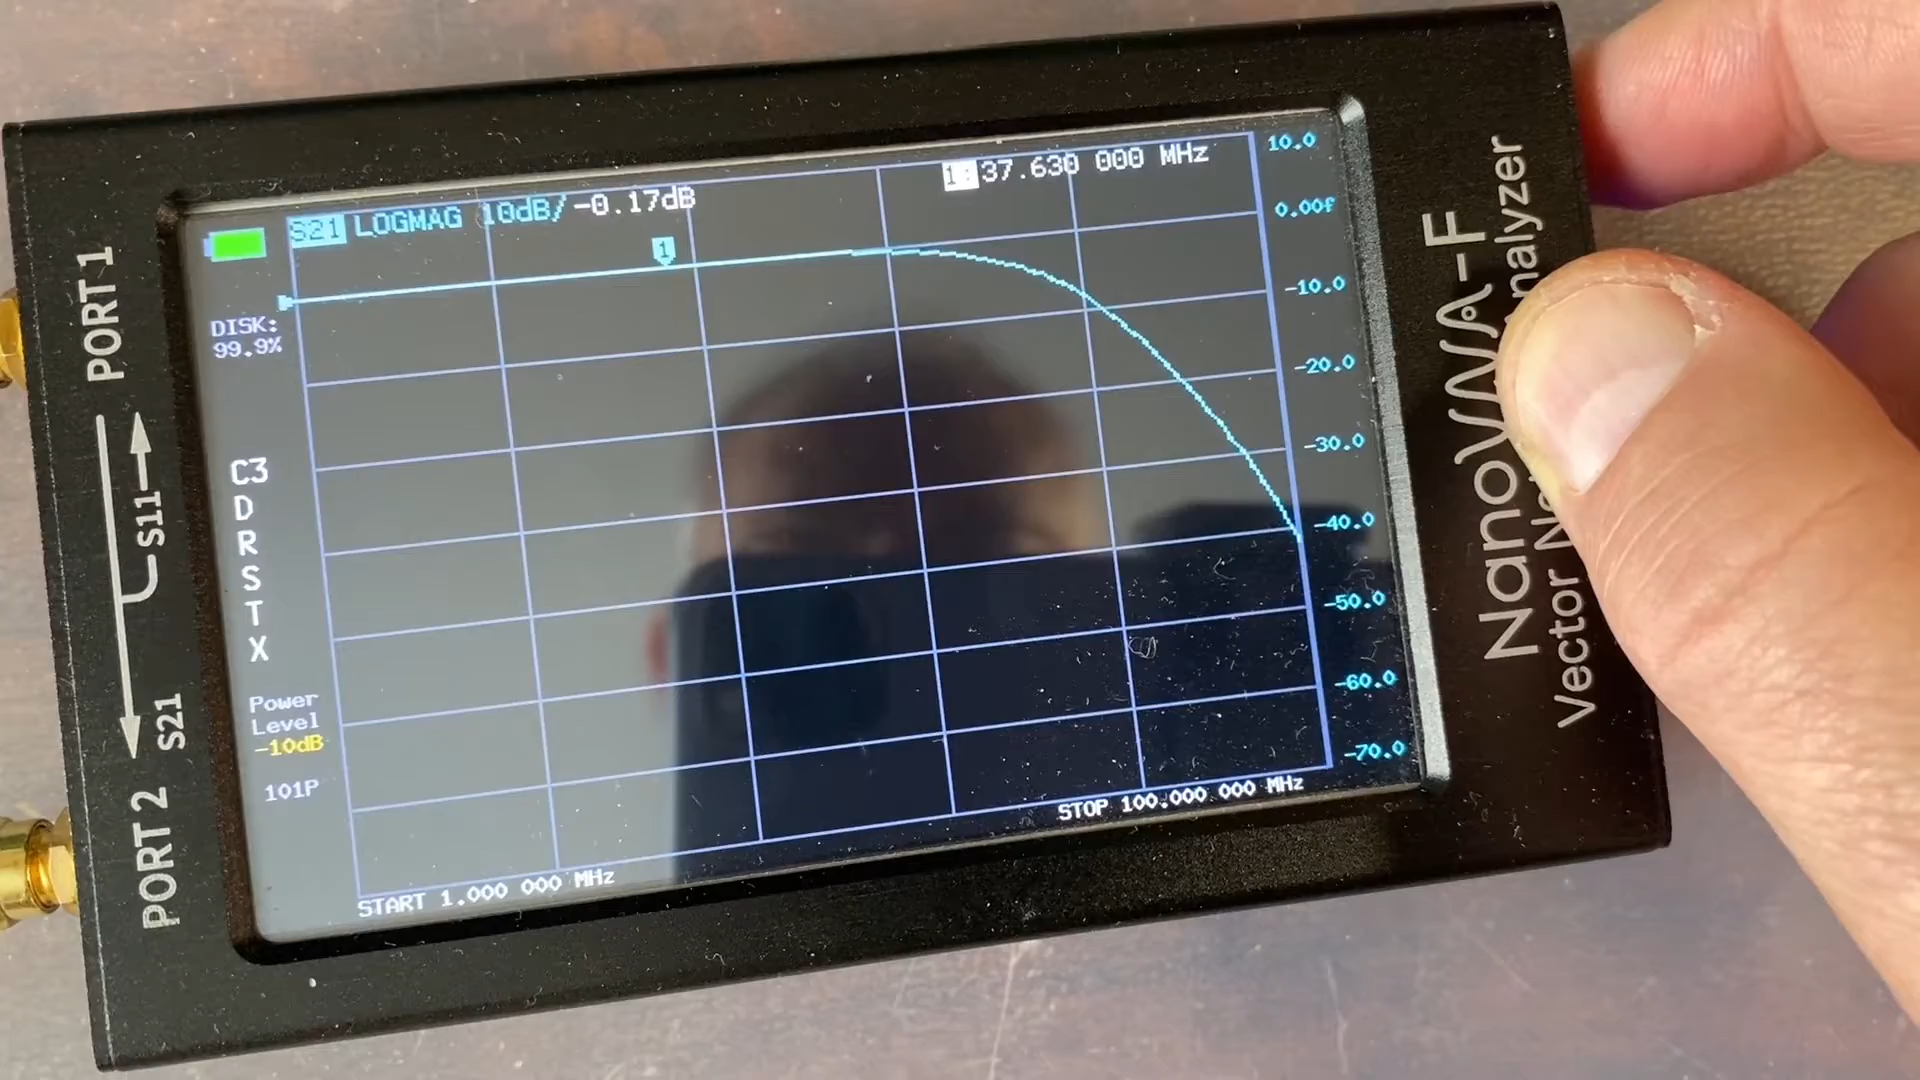 S21 LOGMAG 10dB/-0.17dB
1:37.630 000 MHz
10.0
0.00f
-10.0
-20.0
-30.0
-40.0
-50.0
-60.0
-70.0
1
DISK:
99.9%
C3
D
R
S
T
X
Power
Level
-10dB
101P
START 1.000 000 MHz
STOP 100.000 000 MHz
PORT 1
S11
S21
PORT 2
NanoVNA-F
Vector